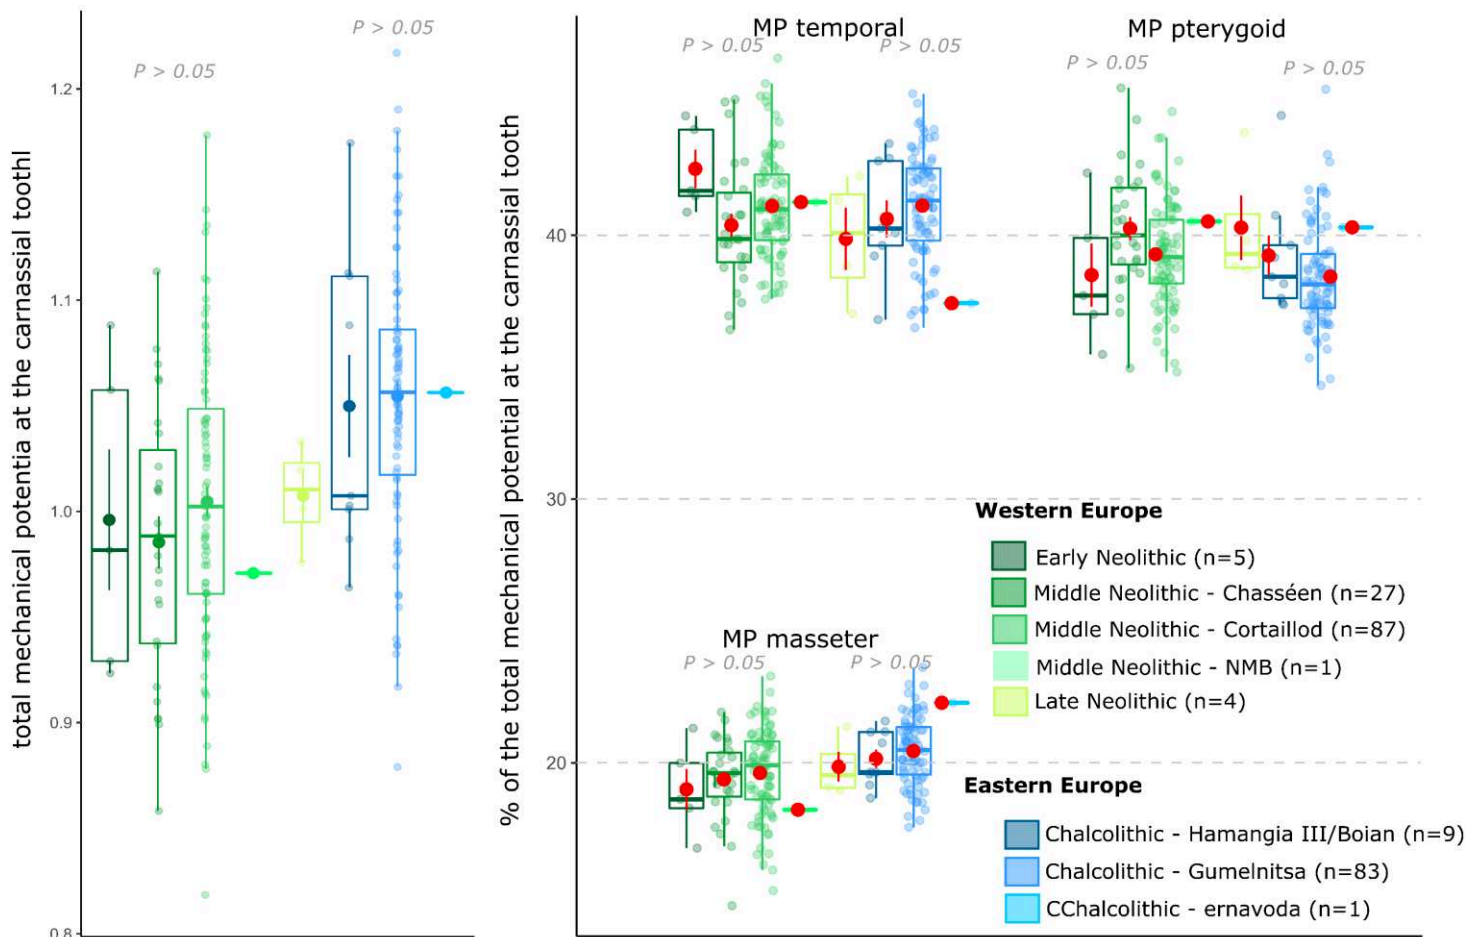 total mechanical potentia at the carnassial toothl
1.2
1.1
1.0
0.9
0.8
P > 0.05
P > 0.05
% of the total mechanical potential at the carnassial tooth
40
30
20
MP temporal
P > 0.05
P > 0.05
MP pterygoid
P > 0.05
P > 0.05
MP masseter
P > 0.05
P > 0.05
Western Europe
Early Neolithic (n=5)
Middle Neolithic - Chasséen (n=27)
Middle Neolithic - Cortaillod (n=87)
Middle Neolithic - NMB (n=1)
Late Neolithic (n=4)
Eastern Europe
Chalcolithic - Hamangia III/Boian (n=9)
Chalcolithic - Gumelnitsa (n=83)
CChalcolithic - ernavoda (n=1)